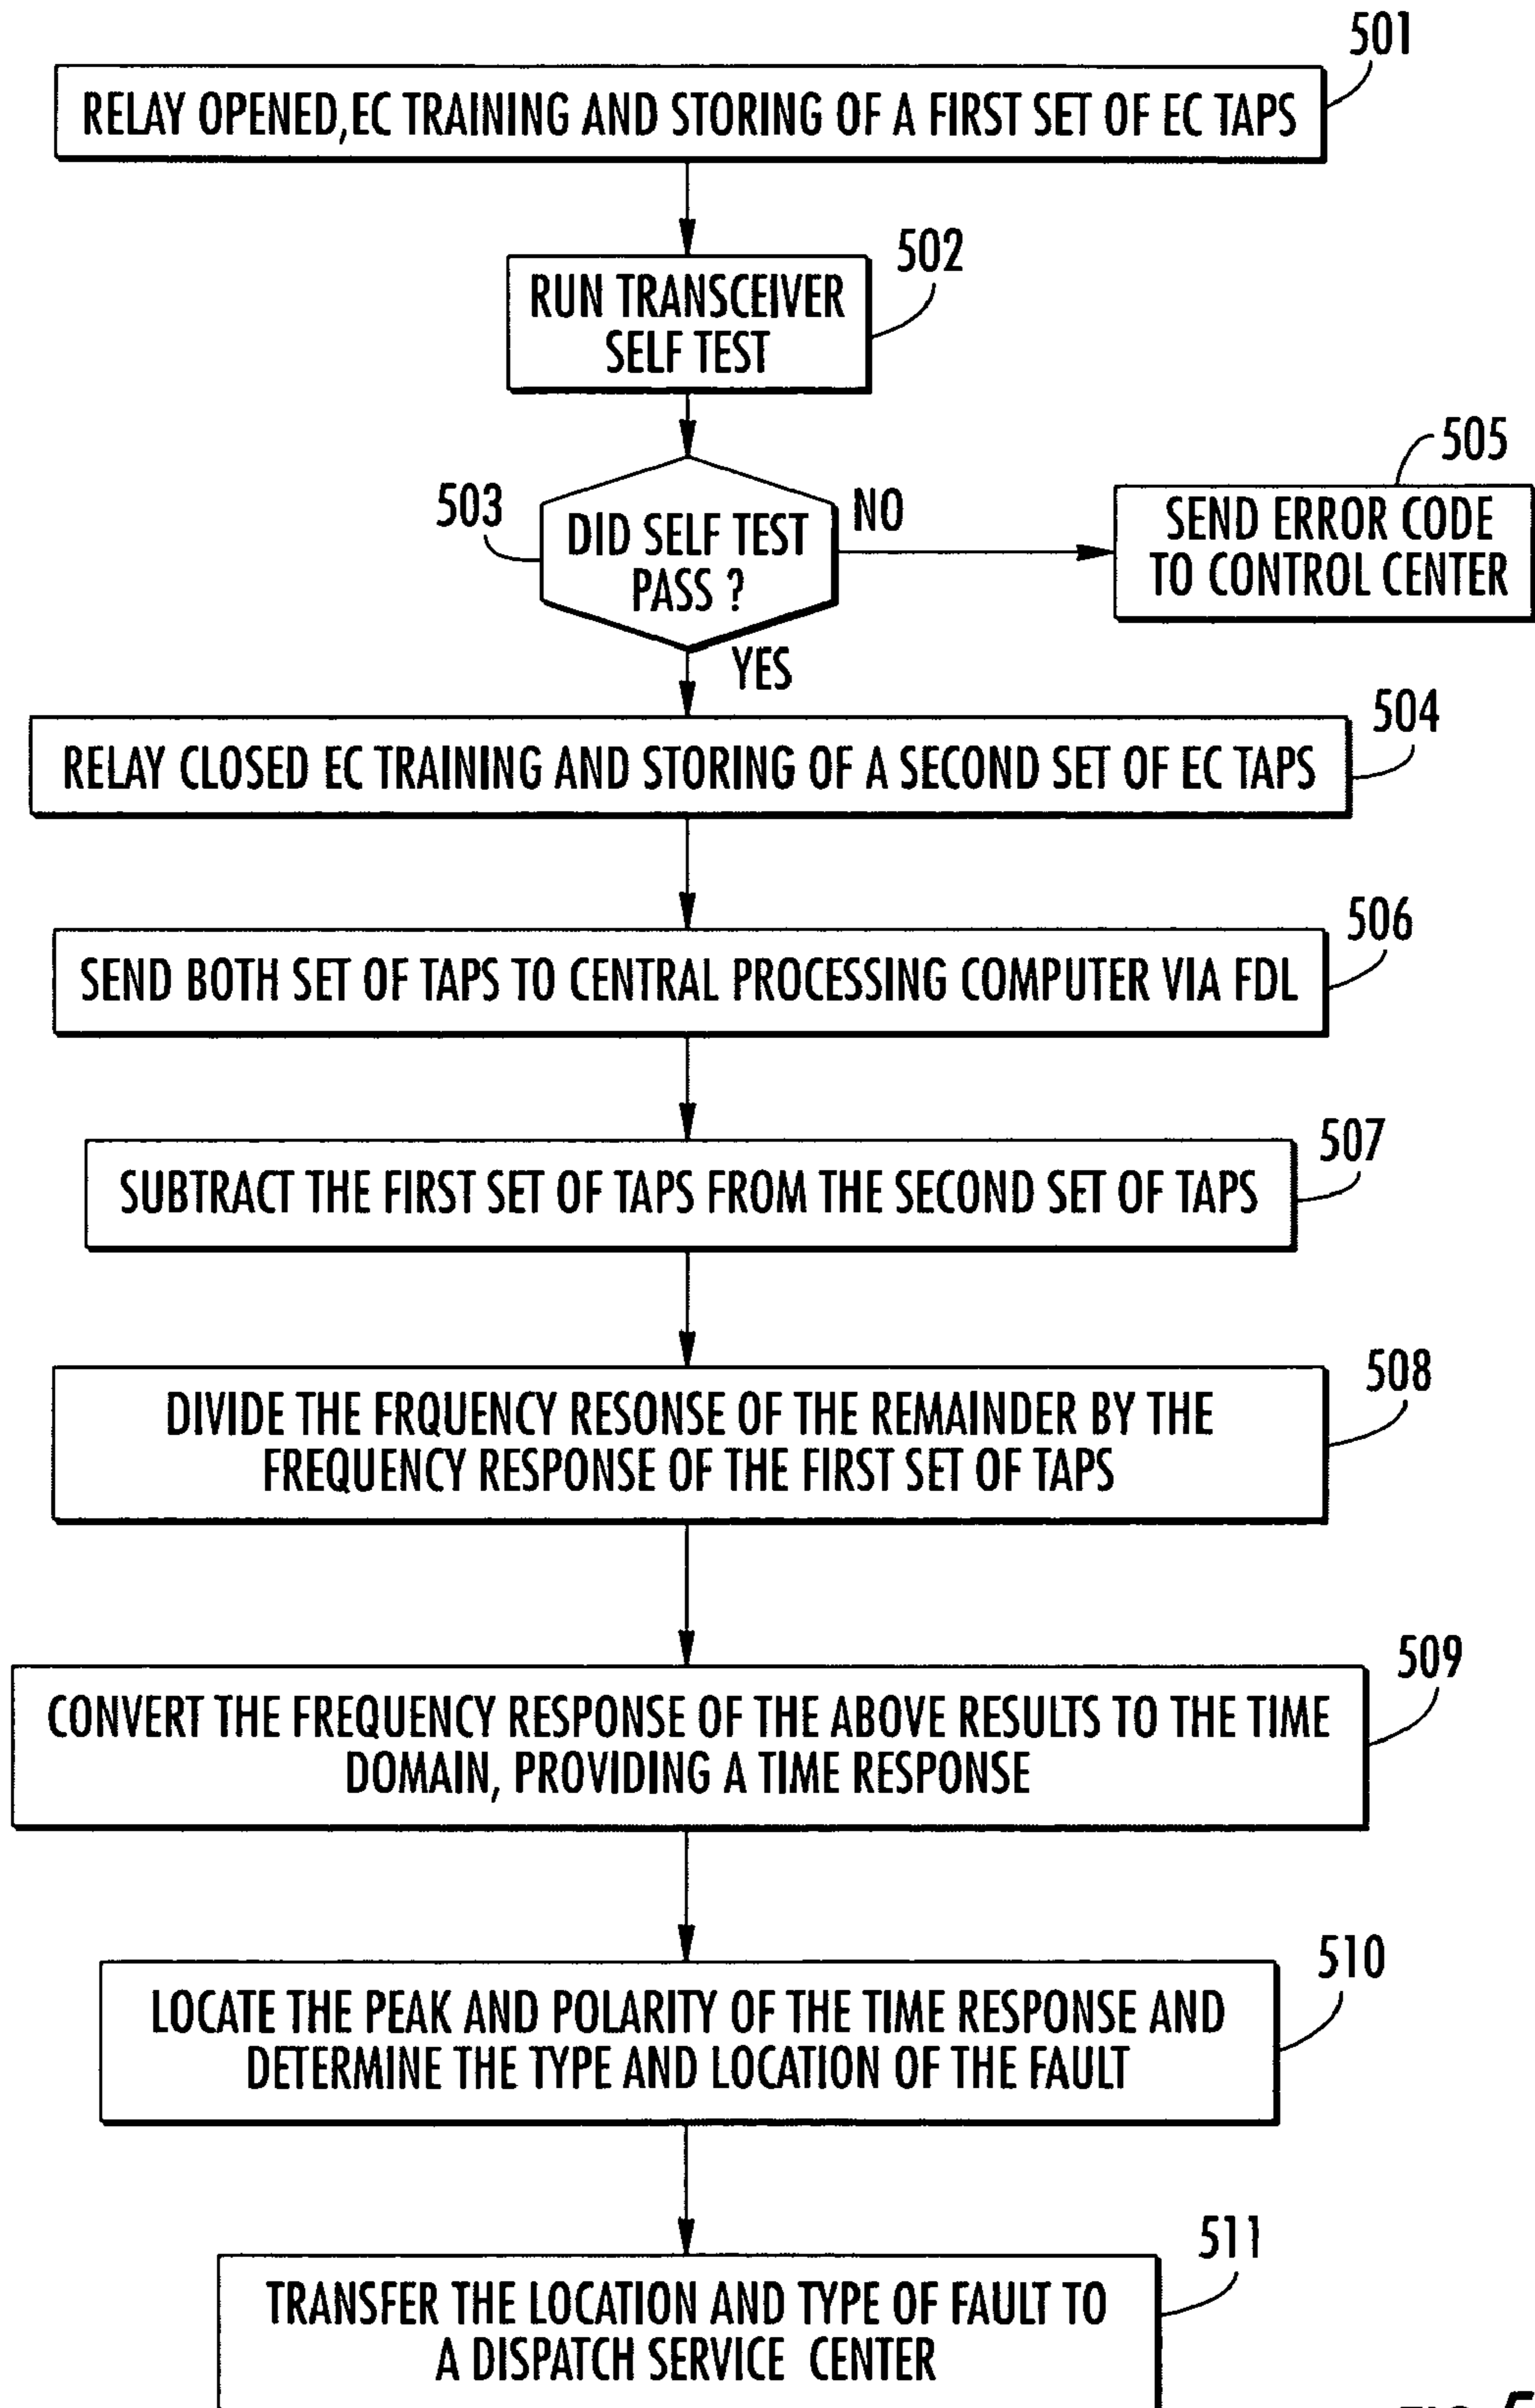 501
RELAY OPENED, EC TRAINING AND STORING OF A FIRST SET OF EC TAPS
502
RUN TRANSCEIVER
SELF TEST
505
503
DID SELF TEST
PASS ?
NO
SEND ERROR CODE
TO CONTROL CENTER
YES
504
RELAY CLOSED EC TRAINING AND STORING OF A SECOND SET OF EC TAPS
506
SEND BOTH SET OF TAPS TO CENTRAL PROCESSING COMPUTER VIA FDL
507
SUBTRACT THE FIRST SET OF TAPS FROM THE SECOND SET OF TAPS
508
DIVIDE THE FRQUENCY RESONSE OF THE REMAINDER BY THE
FREQUENCY RESPONSE OF THE FIRST SET OF TAPS
509
CONVERT THE FREQUENCY RESPONSE OF THE ABOVE RESULTS TO THE TIME
DOMAIN, PROVIDING A TIME RESPONSE
510
LOCATE THE PEAK AND POLARITY OF THE TIME RESPONSE AND
DETERMINE THE TYPE AND LOCATION OF THE FAULT
511
TRANSFER THE LOCATION AND TYPE OF FAULT TO
A DISPATCH SERVICE CENTER